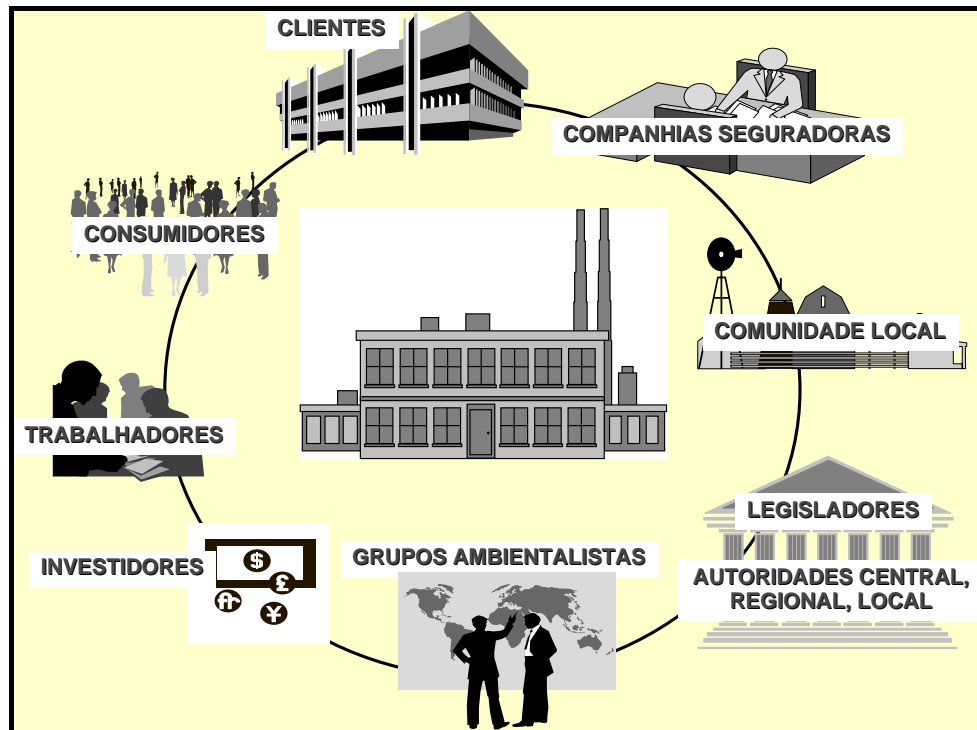 CLIENTES
COMPANHIAS SEGURADORAS
CONSUMIDORES
COMUNIDADE LOCAL
TRABALHADORES
LEGISLADORES
INVESTIDORES
GRUPOS AMBIENTALISTAS
AUTORIDADES CENTRAL,
REGIONAL, LOCAL
$
£
¥